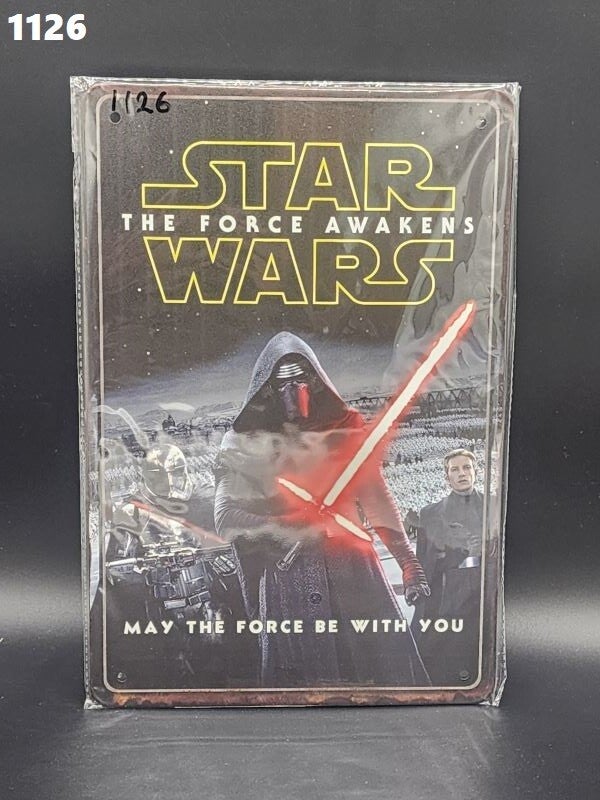 1126
1126
STAR
THE FORCE AWAKENS
WARS
MAY THE FORCE BE WITH YOU